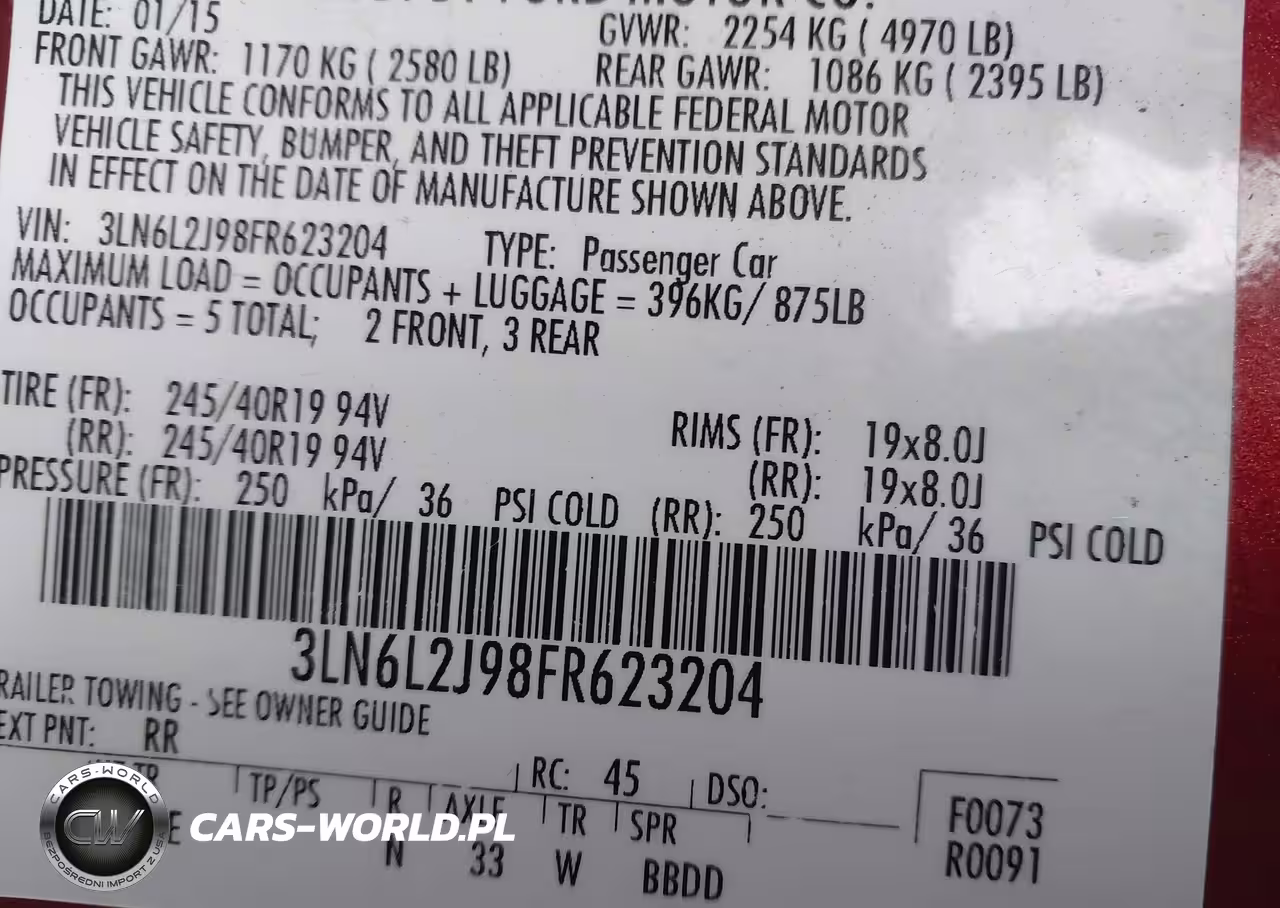 DATE: 01/15
GVWR: 2254 KG ( 4970 LB)
FRONT GAWR: 1170 KG ( 2580 LB) REAR GAWR: 1086 KG ( 2395 LB)
THIS VEHICLE CONFORMS TO ALL APPLICABLE FEDERAL MOTOR
VEHICLE SAFETY, BUMPER, AND THEFT PREVENTION STANDARDS
IN EFFECT ON THE DATE OF MANUFACTURE SHOWN ABOVE.
VIN: 3LN6L2J98FR623204 TYPE: Passenger Car
MAXIMUM LOAD = OCCUPANTS + LUGGAGE = 396KG/ 875LB
OCCUPANTS = 5 TOTAL; 2 FRONT, 3 REAR
TIRE (FR): 245/40R19 94V RIMS (FR): 19x8.0J
(RR): 245/40R19 94V (RR): 19x8.0J
PRESSURE (FR): 250 kPa/ 36 PSI COLD (RR): 250 kPa/ 36 PSI COLD
3LN6L2J98FR623204
RAILER TOWING - SEE OWNER GUIDE
EXT PNT: RR RC: 45 DSO:
TP/PS R AXLE TR SPR F0073
N 33 W BBDD R0091
CARS-WORLD
CW
BEZPOŚREDNI IMPORT Z USA
CARS-WORLD.PL